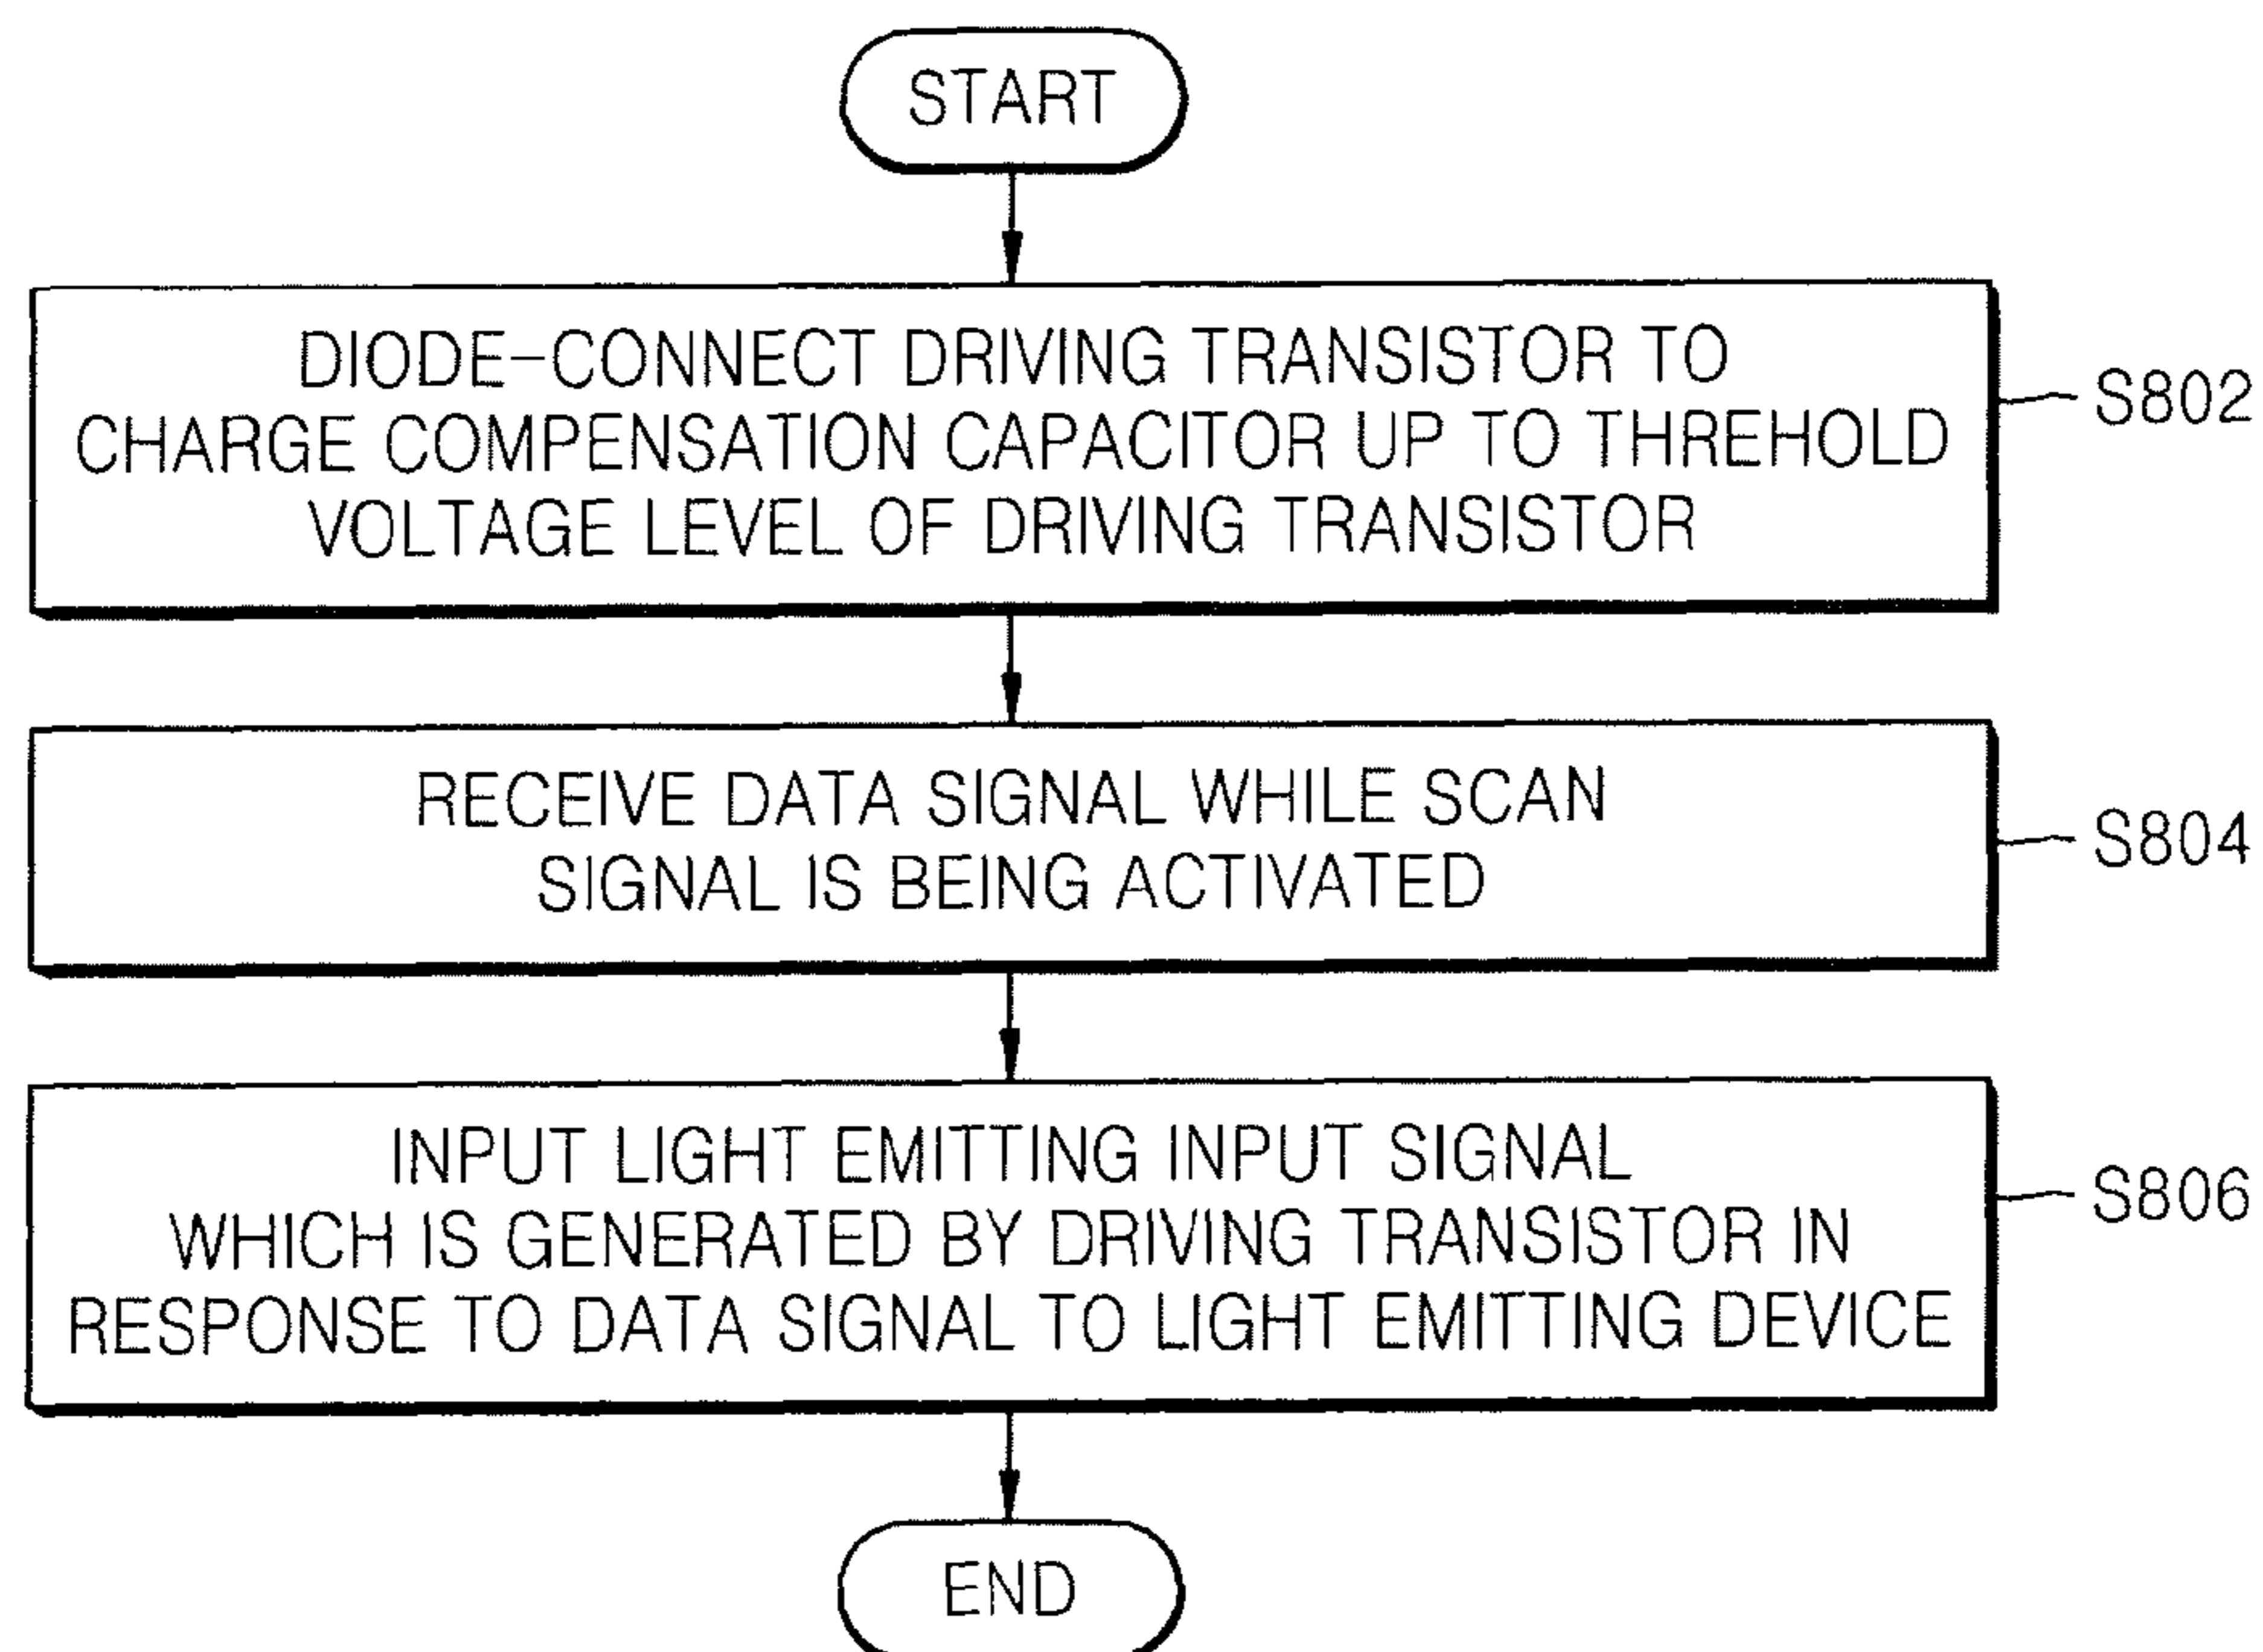 START
DIODE-CONNECT DRIVING TRANSISTOR TO
CHARGE COMPENSATION CAPACITOR UP TO THREHOLD
VOLTAGE LEVEL OF DRIVING TRANSISTOR
S802
RECEIVE DATA SIGNAL WHILE SCAN
SIGNAL IS BEING ACTIVATED
S804
INPUT LIGHT EMITTING INPUT SIGNAL
WHICH IS GENERATED BY DRIVING TRANSISTOR IN
RESPONSE TO DATA SIGNAL TO LIGHT EMITTING DEVICE
S806
END